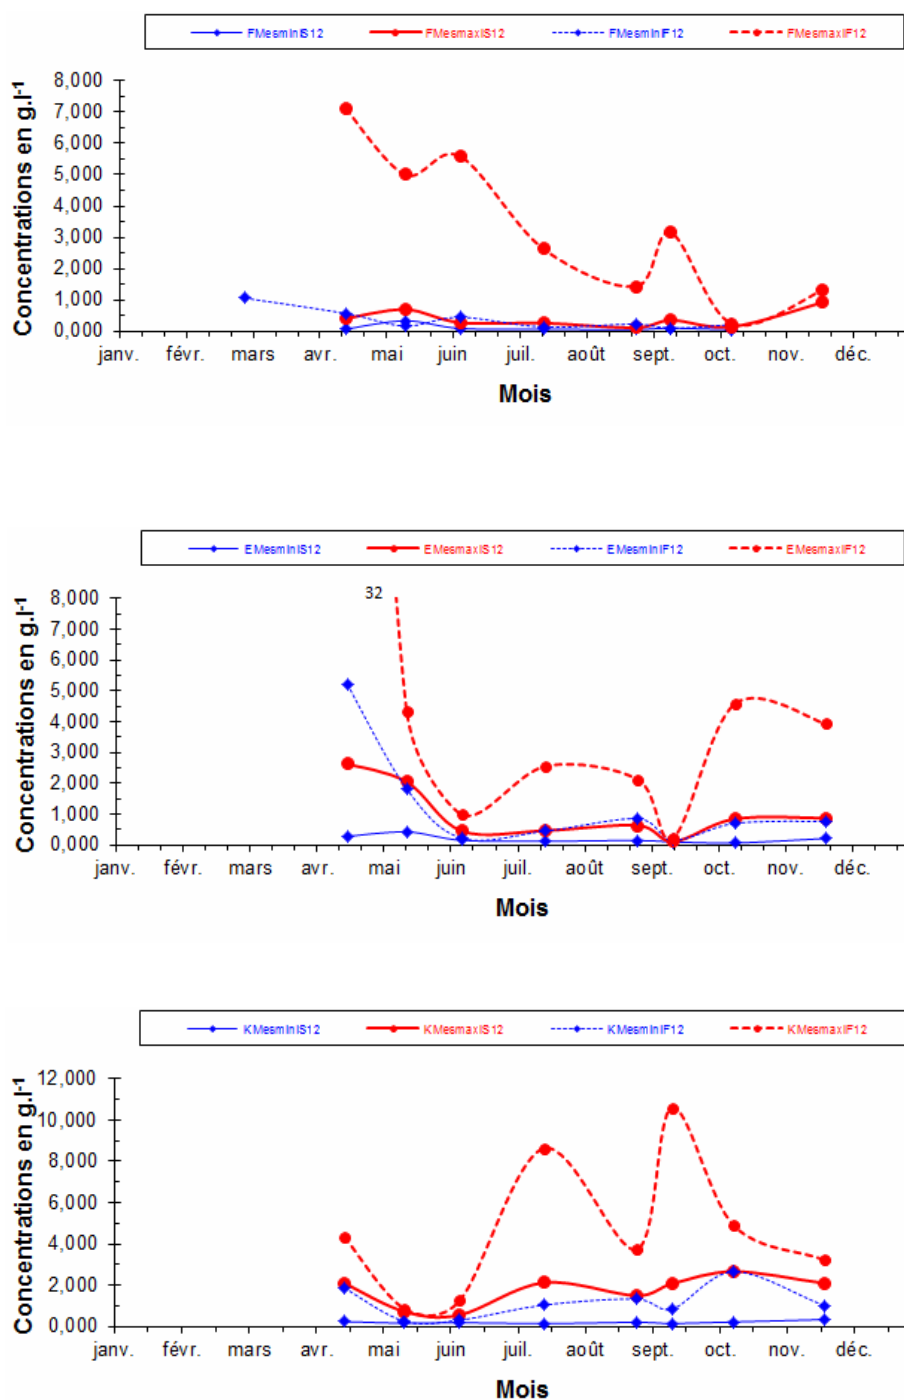 FMesminiS12 FMesmaxiS12 FMesminiF12 FMesmaxiF12
Concentrations en g.l-1
8,000
7,000
6,000
5,000
4,000
3,000
2,000
1,000
0,000
janv. févr. mars avr. mai juin juil. août sept. oct. nov. déc.
Mois
EMesminiS12 EMesmaxiS12 EMesminiF12 EMesmaxiF12
32
Concentrations en g.l-1
8,000
7,000
6,000
5,000
4,000
3,000
2,000
1,000
0,000
janv. févr. mars avr. mai juin juil. août sept. oct. nov. déc.
Mois
KMesminiS12 KMesmaxiS12 KMesminiF12 KMesmaxiF12
Concentrations en g.l-1
12,000
10,000
8,000
6,000
4,000
2,000
0,000
janv. févr. mars avr. mai juin juil. août sept. oct. nov. déc.
Mois